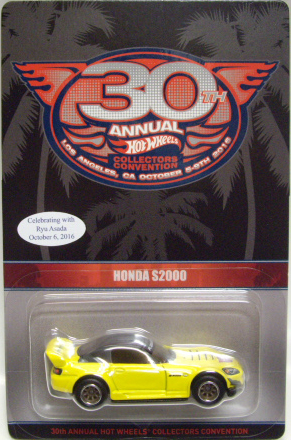 30TH
ANNUAL
Hot Wheels
COLLECTORS
CONVENTION
LOS ANGELES, CA OCTOBER 5-9TH 2016
Celebrating with
Ryu Asada
October 6, 2016
HONDA S2000
30th ANNUAL HOT WHEELS® COLLECTORS CONVENTION